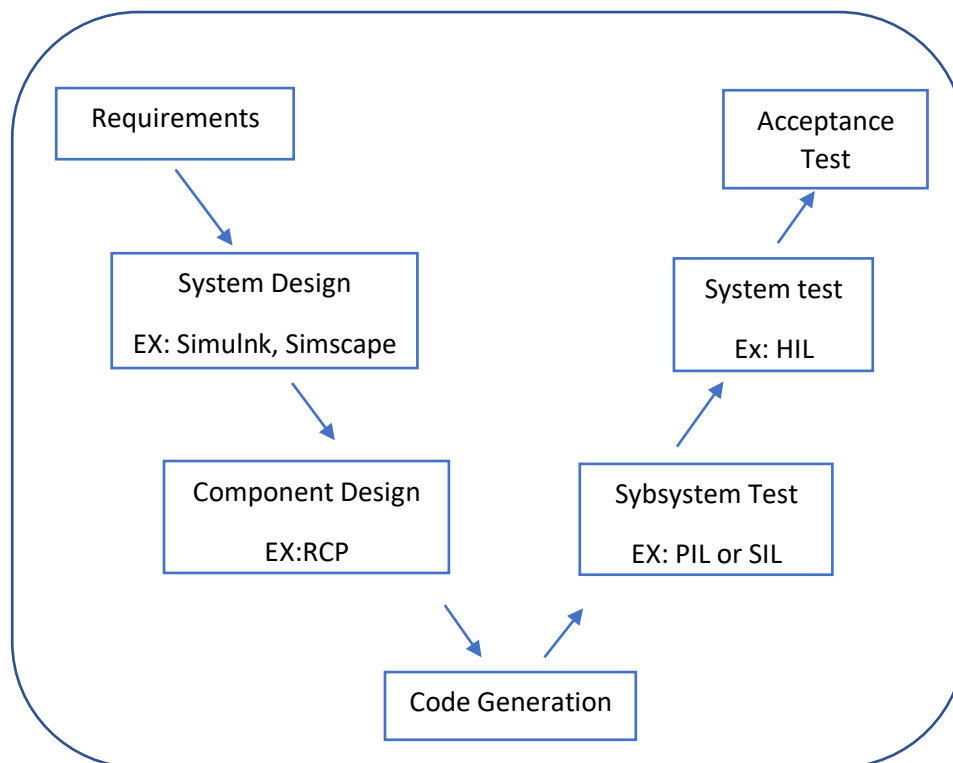 Requirements
System Design
EX: Simulnk, Simscape
Component Design
EX:RCP
Code Generation
Sybsystem Test
EX: PIL or SIL
System test
Ex: HIL
Acceptance
Test